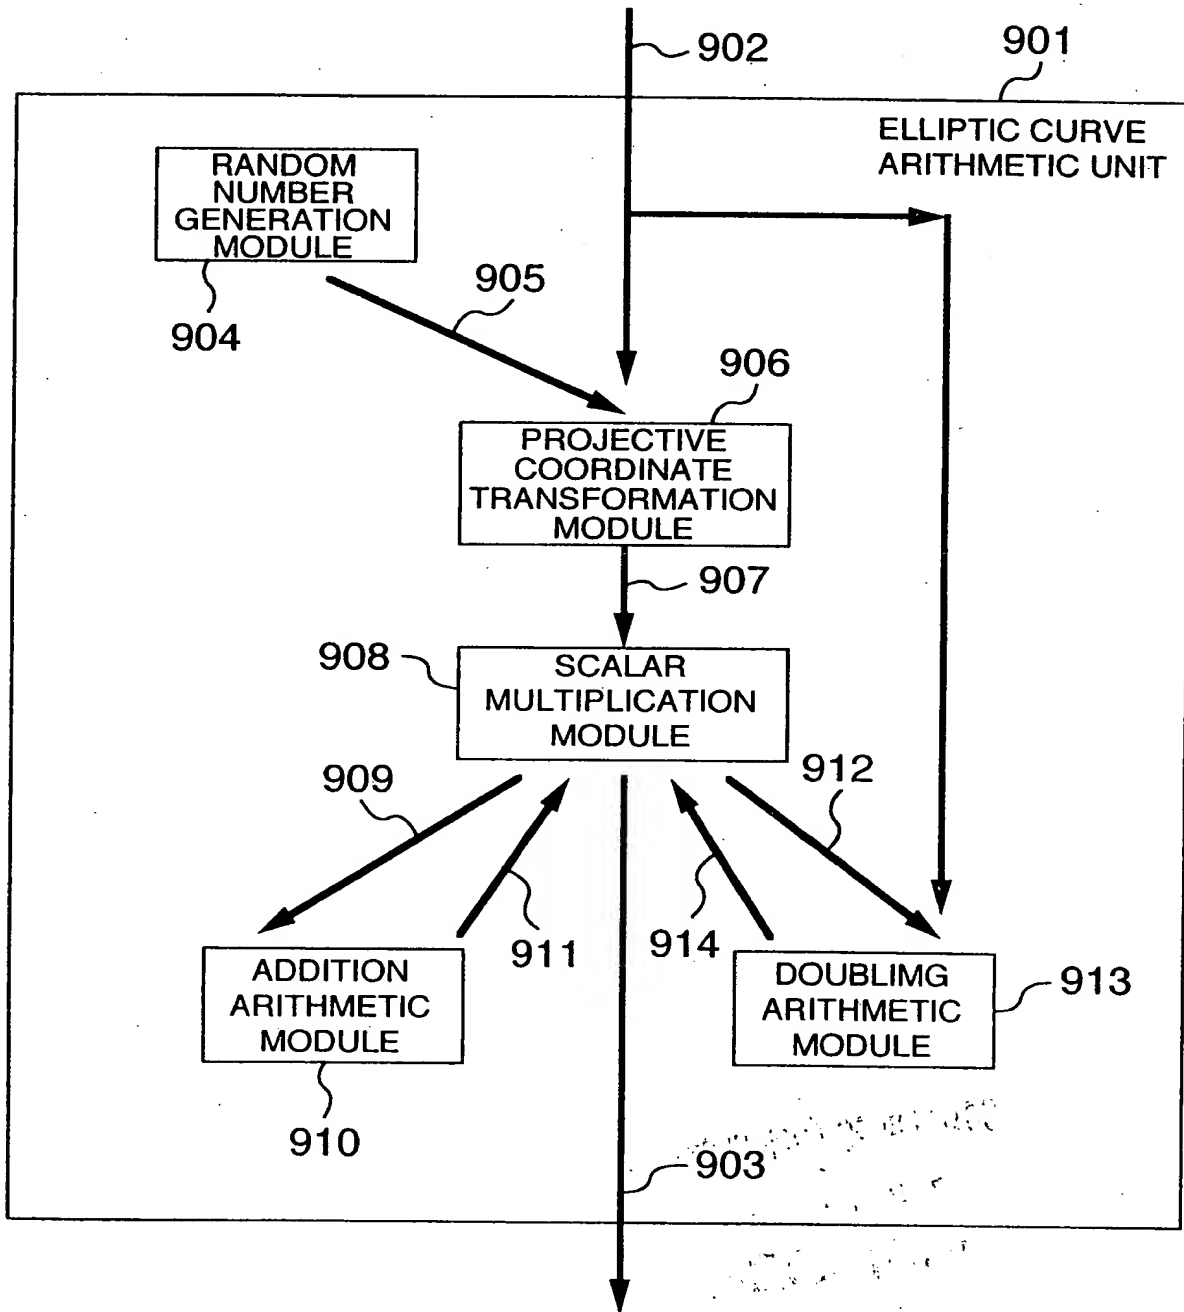 902
901
ELLIPTIC CURVE
ARITHMETIC UNIT
RANDOM
NUMBER
GENERATION
MODULE
904
905
906
PROJECTIVE
COORDINATE
TRANSFORMATION
MODULE
907
908
SCALAR
MULTIPLICATION
MODULE
909
912
911
914
ADDITION
ARITHMETIC
MODULE
910
DOUBLIMG
ARITHMETIC
MODULE
913
903